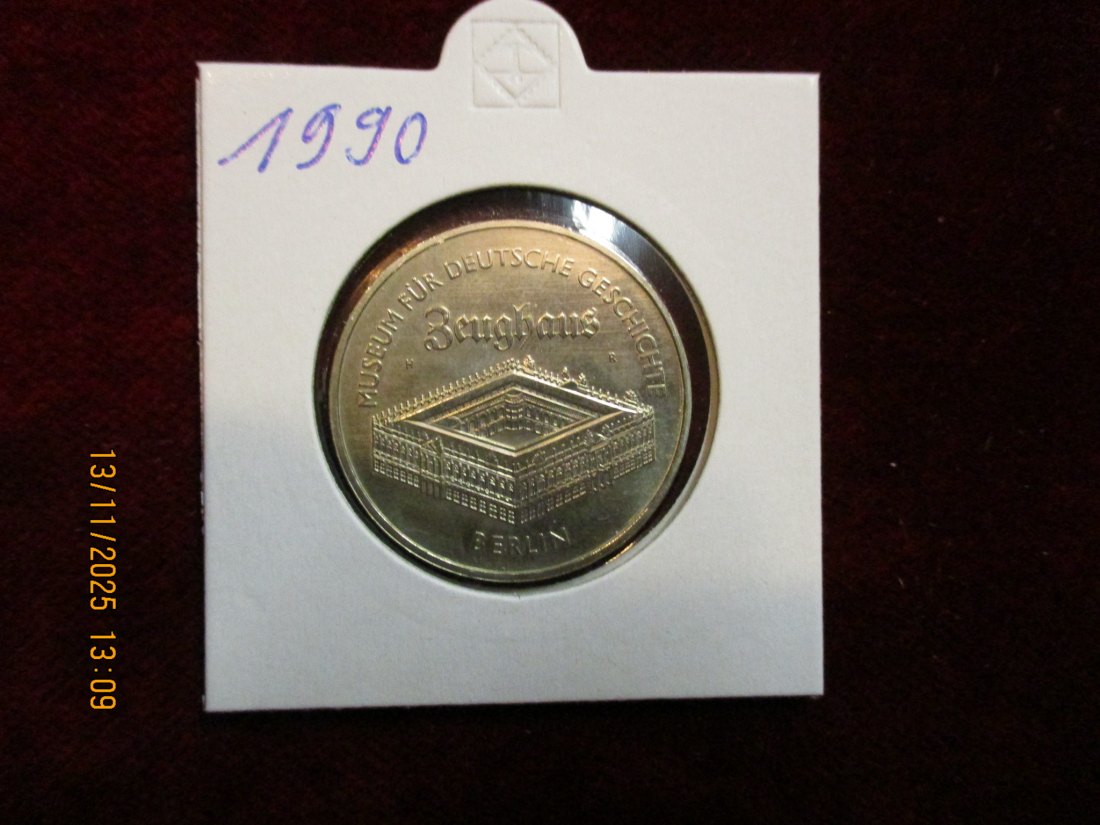 1990
MUSEUM FÜR DEUTSCHE GESCHICHTE
Zeughaus
H R
BERLIN
13/11/2025 13:09